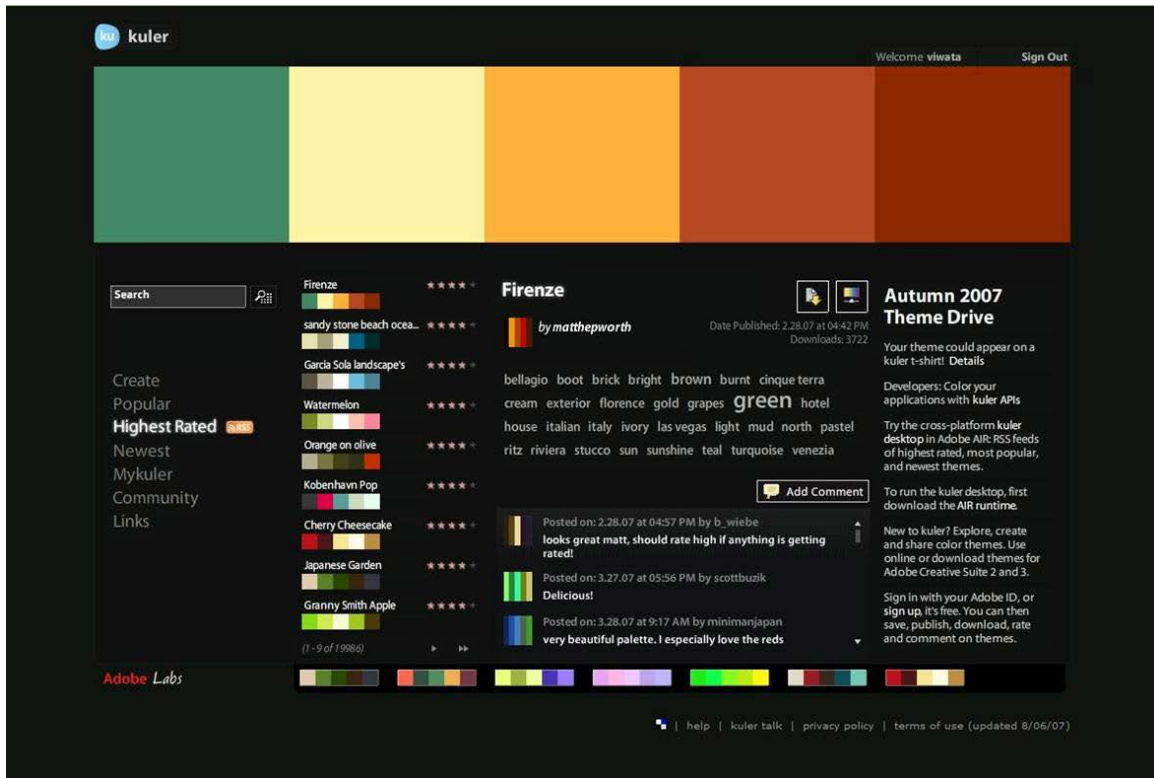 ku kuler
Welcome viwata Sign Out
Search
Create
Popular
Highest Rated RSS
Newest
Mykuler
Community
Links
Firenze
sandy stone beach ocea...
Garcia Sola landscape's
Watermelon
Orange on olive
Kobenhavn Pop
Cherry Cheesecake
Japanese Garden
Granny Smith Apple
(1-9 of 19986)
Firenze
by matthepworth
Date Published: 2.28.07 at 04:42 PM
Downloads: 3722
bellagio boot brick bright brown burnt cinque terra
cream exterior florence gold grapes green hotel
house italian italy ivory las vegas light mud north pastel
ritz riviera stucco sun sunshine teal turquoise venezia
Add Comment
Posted on: 2.28.07 at 04:57 PM by b_wiebe
looks great matt, should rate high if anything is getting
rated!
Posted on: 3.27.07 at 05:56 PM by scottbuzik
Delicious!
Posted on: 3.28.07 at 9:17 AM by minimanjapan
very beautiful palette. I especially love the reds
Autumn 2007
Theme Drive
Your theme could appear on a
kuler t-shirt! Details
Developers: Color your
applications with kuler APIs
Try the cross-platform kuler
desktop in Adobe AIR: RSS feeds
of highest rated, most popular,
and newest themes.
To run the kuler desktop, first
download the AIR runtime.
New to kuler? Explore, create
and share color themes. Use
online or download themes for
Adobe Creative Suite 2 and 3.
Sign in with your Adobe ID, or
sign up, it's free. You can then
save, publish, download, rate
and comment on themes.
Adobe Labs
| help | kuler talk | privacy policy | terms of use (updated 8/06/07)